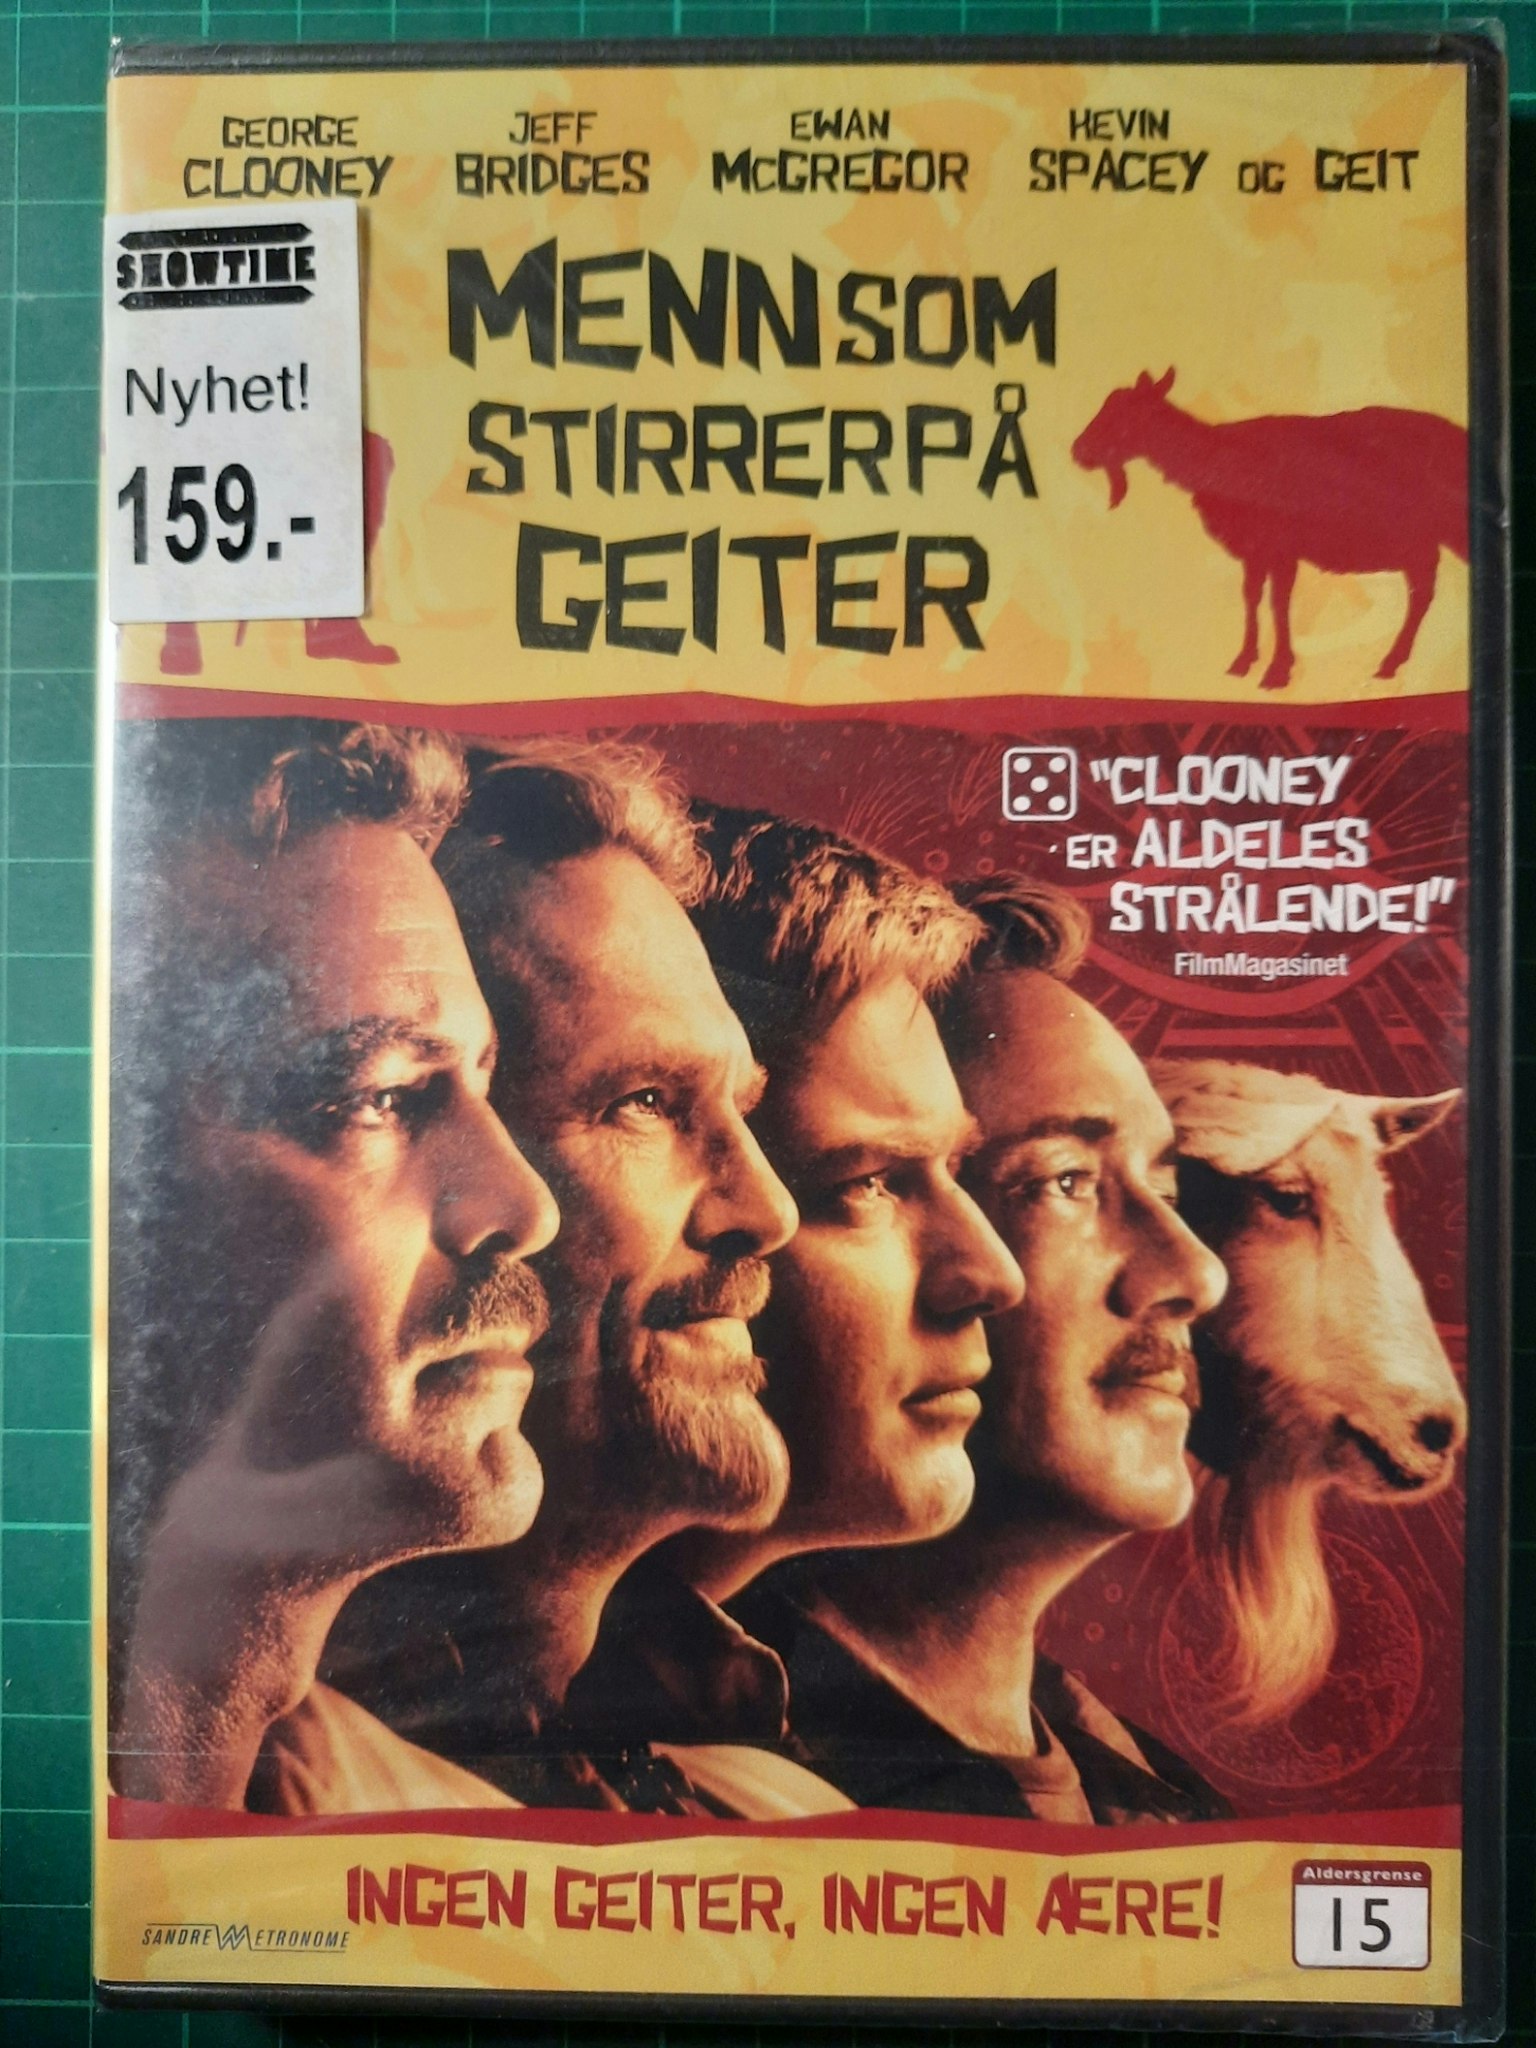 GEORGE CLOONEY JEFF BRIDGES EWAN McGREGOR KEVIN SPACEY OG GEIT
SHOWTIME
Nyhet!
159.-
MENN SOM
STIRRER PÅ
GEITER
"CLOONEY
ER ALDELES
STRÅLENDE!"
FilmMagasinet
INGEN GEITER, INGEN ÆRE!
SANDREW METRONOME
Aldersgrense
15